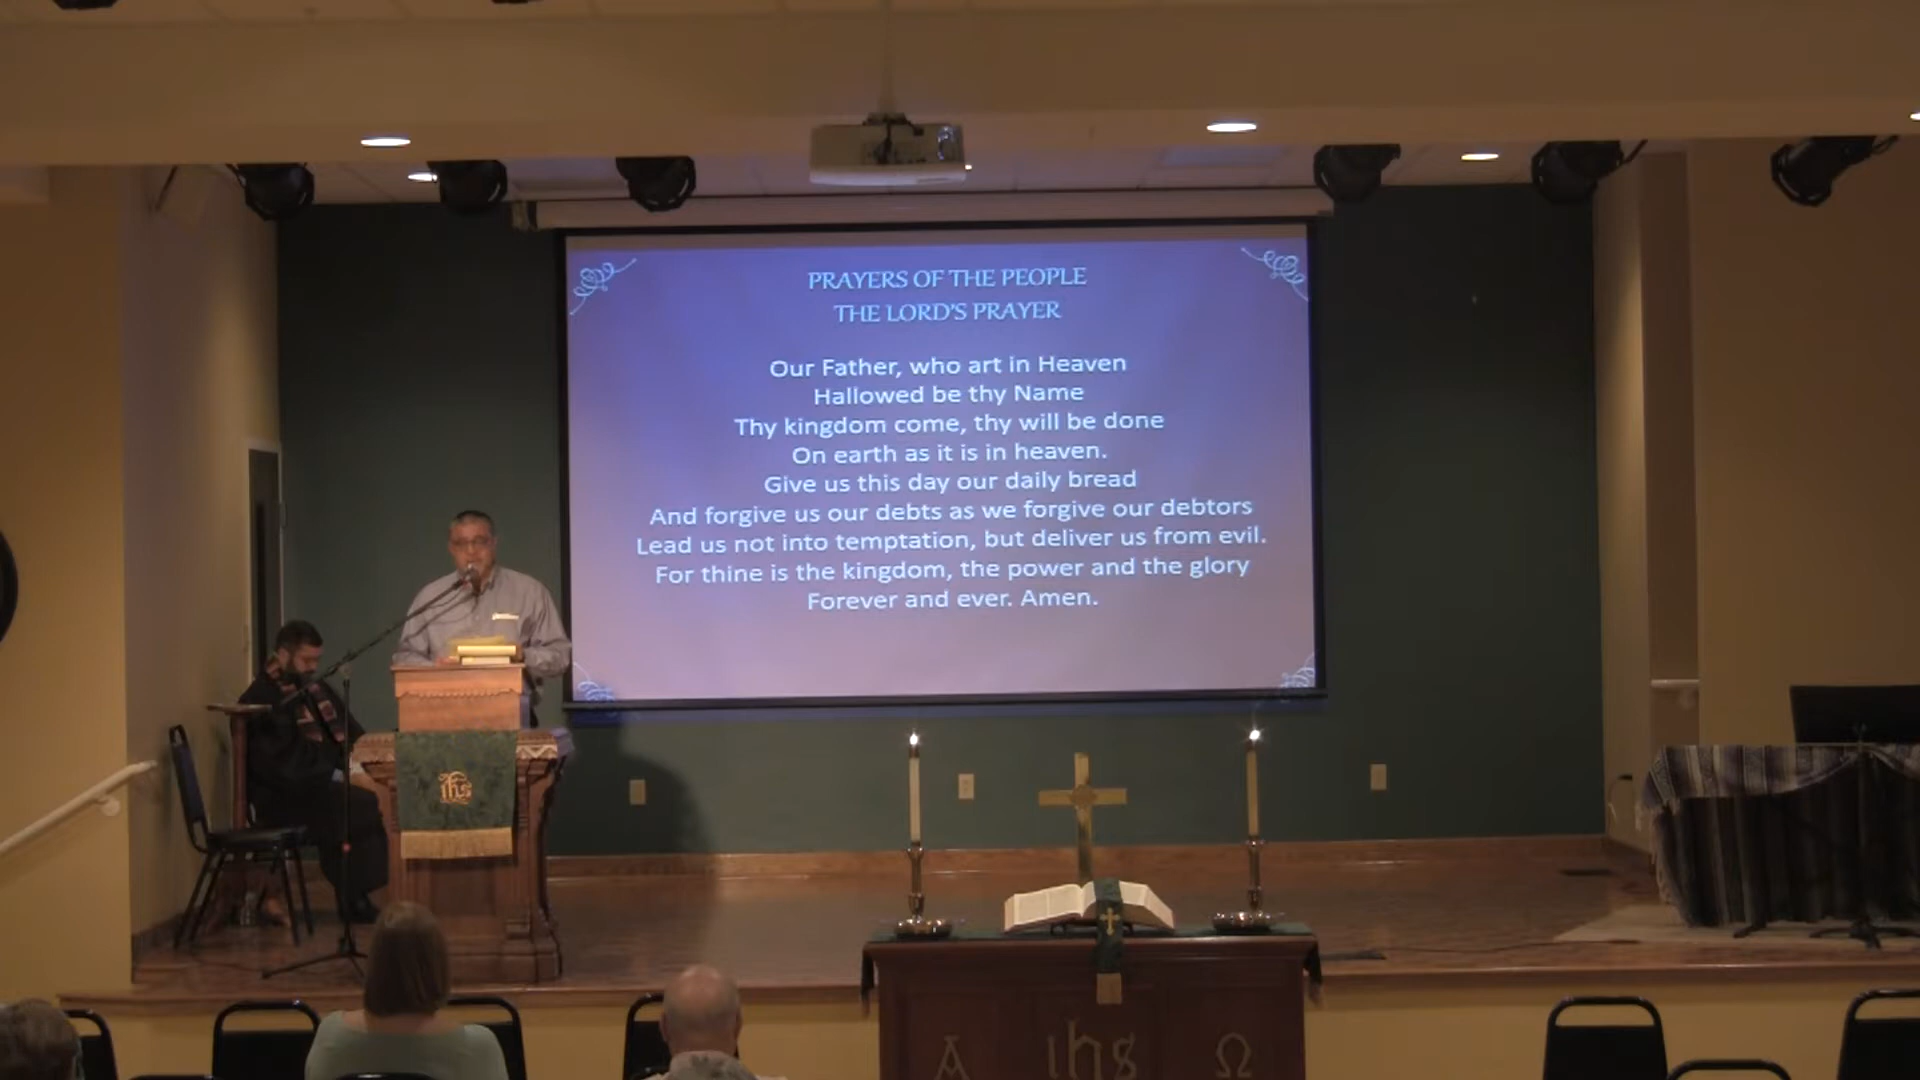 PRAYERS OF THE PEOPLE
THE LORD'S PRAYER
Our Father, who art in Heaven
Hallowed be thy Name
Thy kingdom come, thy will be done
On earth as it is in heaven.
Give us this day our daily bread
And forgive us our debts as we forgive our debtors
Lead us not into temptation, but deliver us from evil.
For thine is the kingdom, the power and the glory
Forever and ever. Amen.
ihs
Α ihs Ω